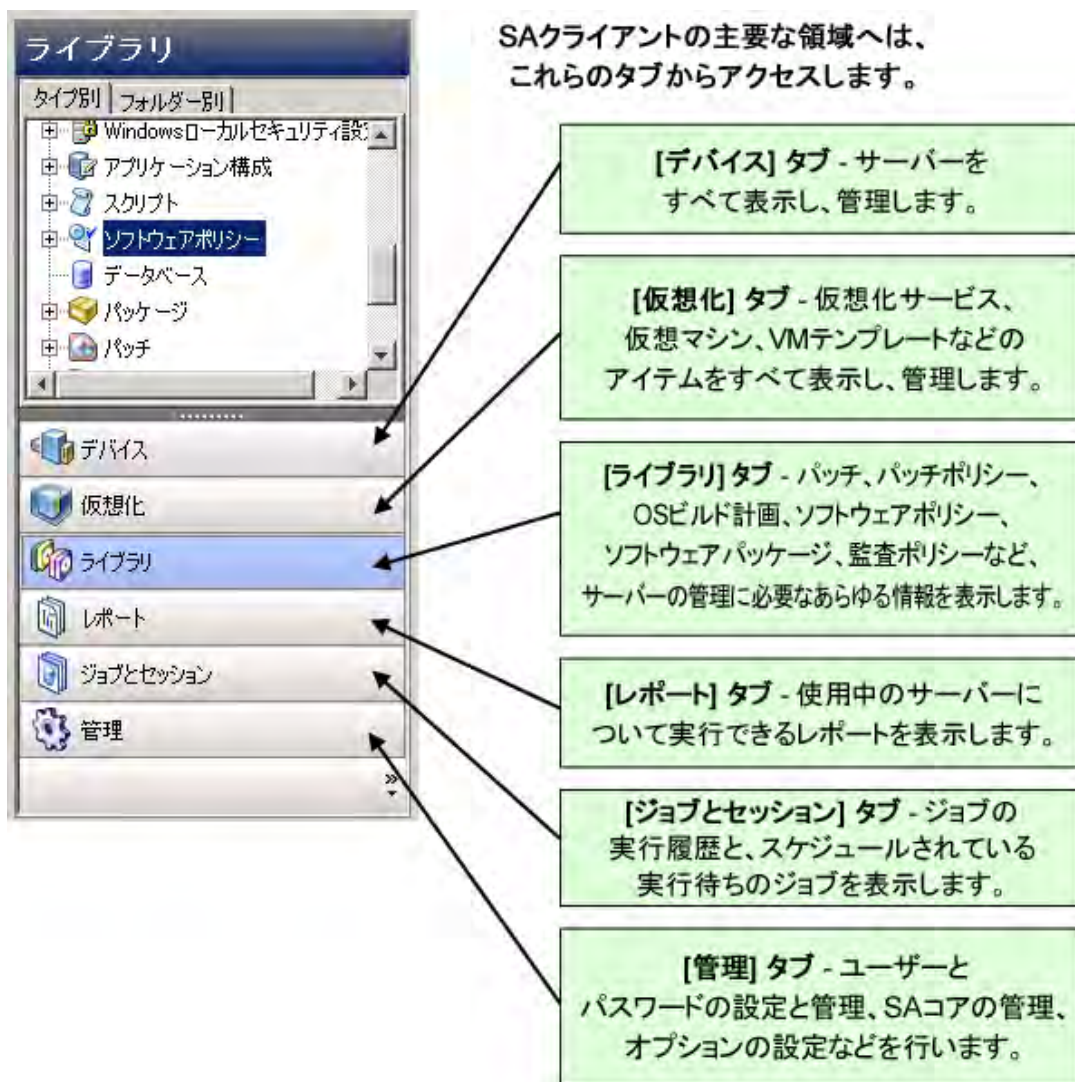 ライブラリ
タイプ別
フォルダー別
Windowsローカルセキュリティ設
アプリケーション構成
スクリプト
ソフトウェアポリシー
データベース
パッケージ
パッチ
デバイス
仮想化
ライブラリ
レポート
ジョブとセッション
管理
SAクライアントの主要な領域へは、
これらのタブからアクセスします。
[デバイス] タブ - サーバーを
すべて表示し、管理します。
[仮想化] タブ - 仮想化サービス、
仮想マシン、VMテンプレートなどの
アイテムをすべて表示し、管理します。
[ライブラリ] タブ - パッチ、パッチポリシー、
OSビルド計画、ソフトウェアポリシー、
ソフトウェアパッケージ、監査ポリシーなど、
サーバーの管理に必要なあらゆる情報を表示します。
[レポート] タブ - 使用中のサーバーに
ついて実行できるレポートを表示します。
[ジョブとセッション] タブ - ジョブの
実行履歴と、スケジュールされている
実行待ちのジョブを表示します。
[管理] タブ - ユーザーと
パスワードの設定と管理、SAコアの管理、
オプションの設定などを行います。